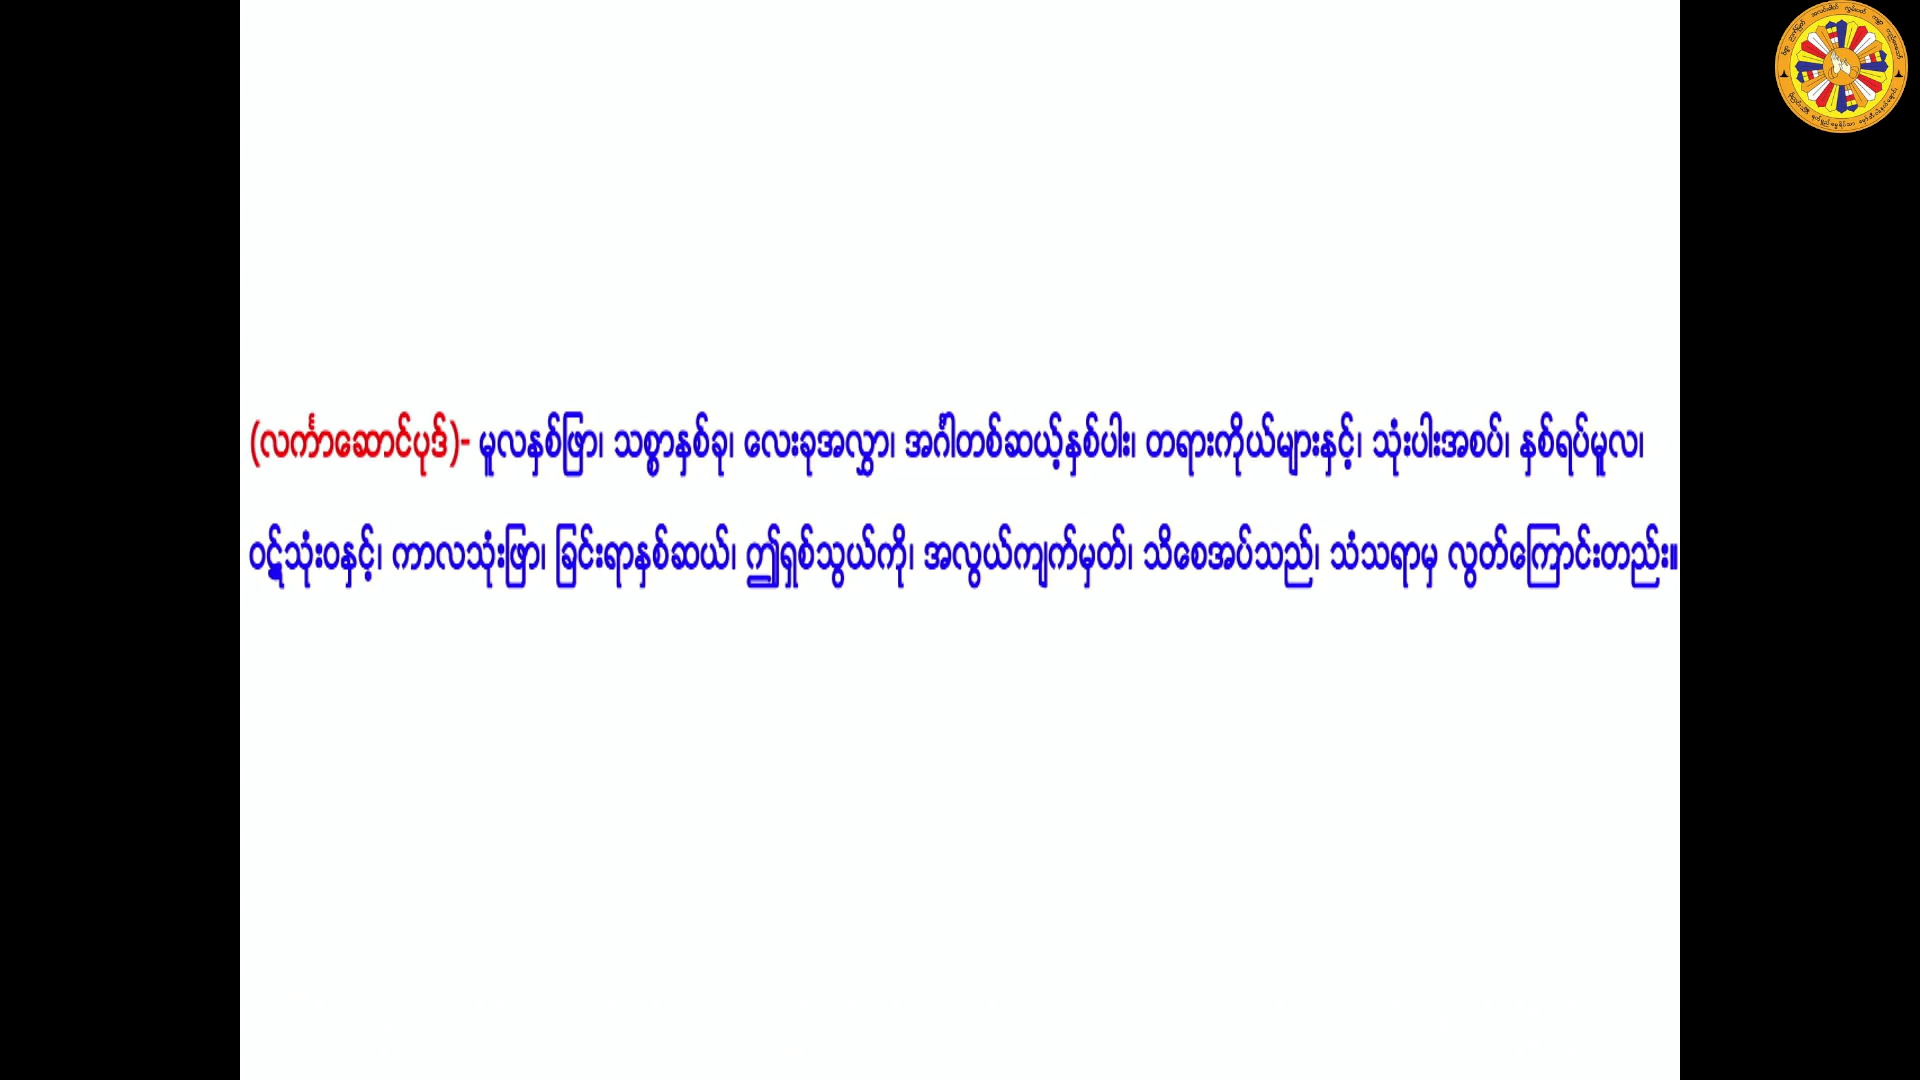 (လင်္ကာဆောင်ပုဒ်)- မူလနှစ်ဖြာ၊ သစ္စာနှစ်ခု၊ လေးခုအလွှာ၊ အင်္ဂါတစ်ဆယ့်နှစ်ပါး၊ တရားကိုယ်များနှင့်၊ သုံးပါးအစပ်၊ နှစ်ရပ်မူလ၊
ဝဋ်သုံးဝနှင့်၊ ကာလသုံးဖြာ၊ ခြင်းရာနှစ်ဆယ်၊ ဤရှစ်သွယ်ကို၊ အလွယ်ကျက်မှတ်၊ သိစေအပ်သည်၊ သံသရာမှ လွတ်ကြောင်းတည်း။